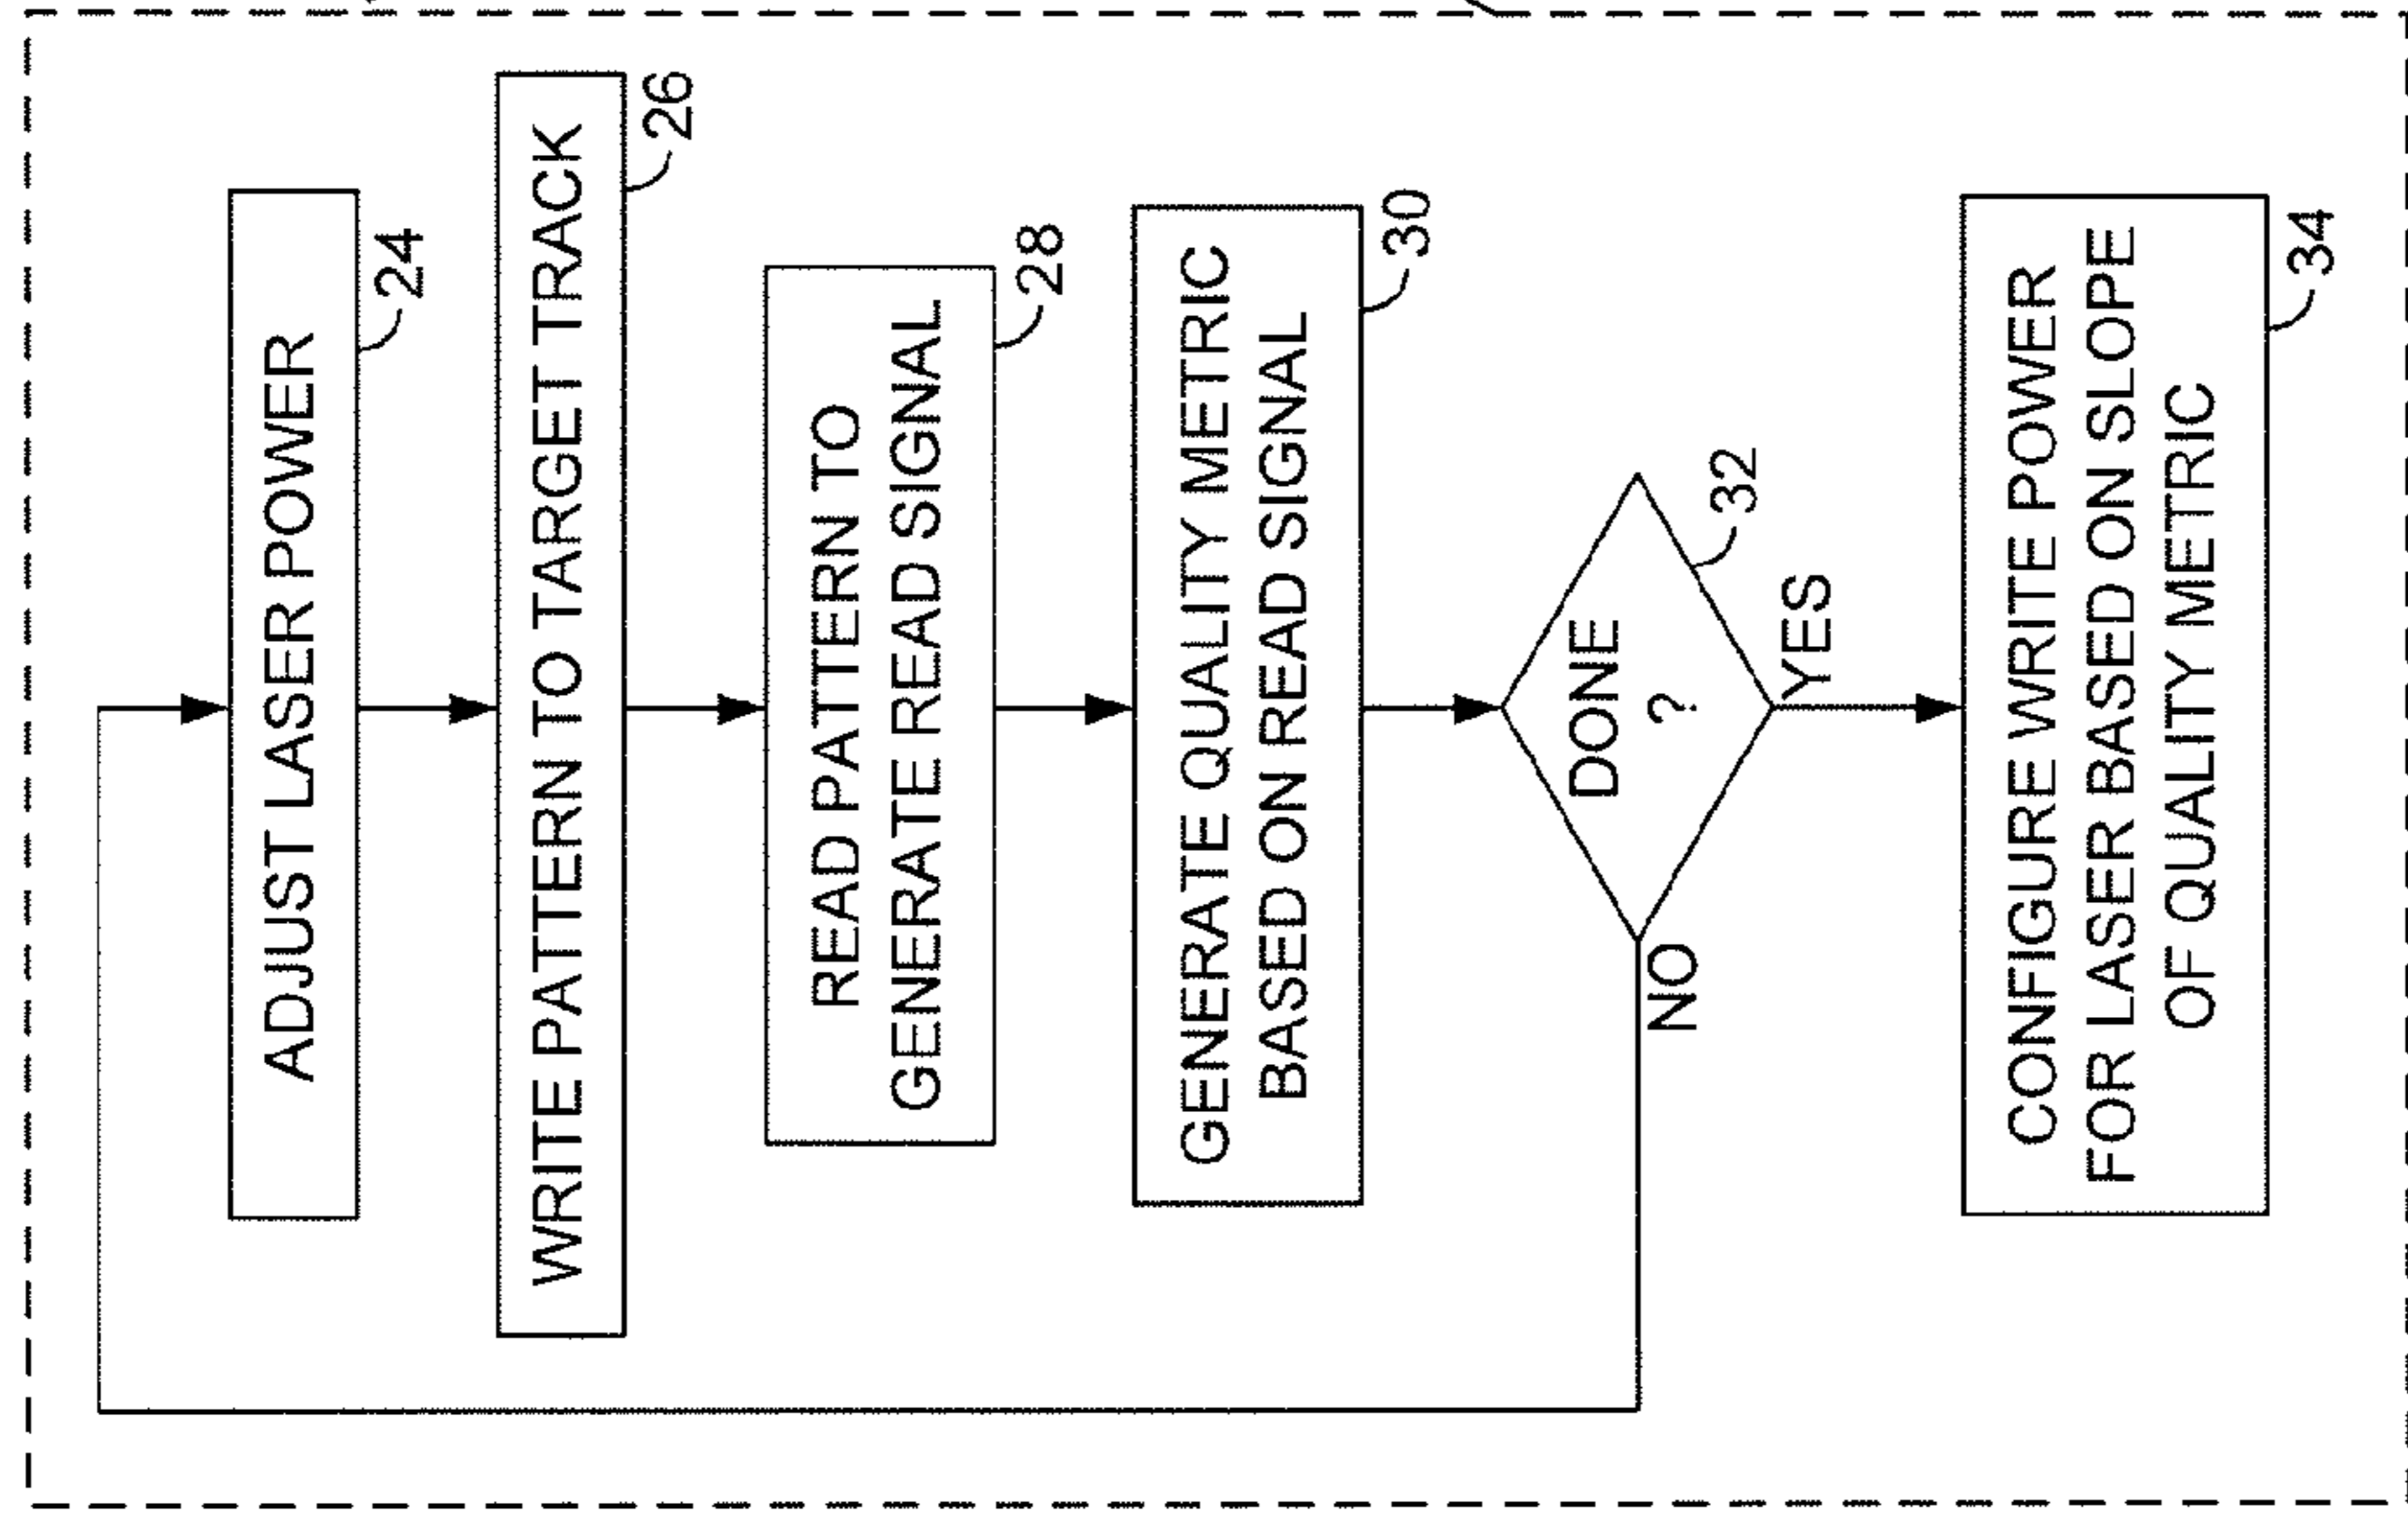 ADJUST LASER POWER
24
WRITE PATTERN TO TARGET TRACK
26
READ PATTERN TO
GENERATE READ SIGNAL
28
GENERATE QUALITY METRIC
BASED ON READ SIGNAL
30
DONE
?
32
NO
YES
CONFIGURE WRITE POWER
FOR LASER BASED ON SLOPE
OF QUALITY METRIC
34